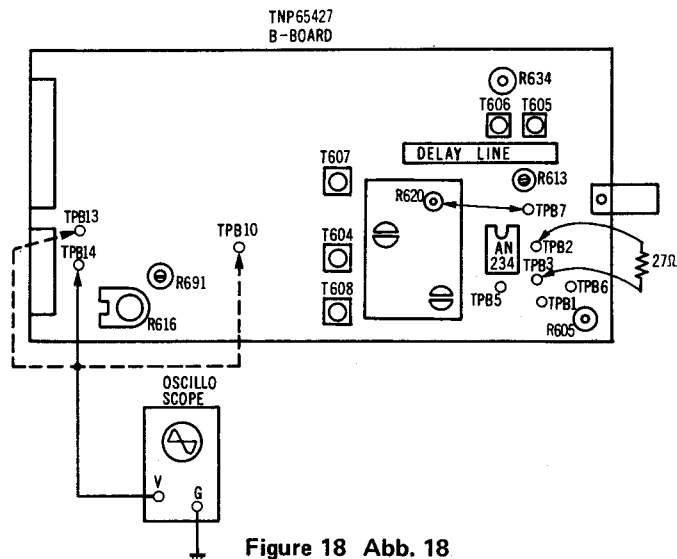 TNP65427
B-BOARD
R634
T606 T605
DELAY LINE
T607
R613
R620
TPB7
TPB13
TPB10
TPB14
T604
AN
234
TPB2
TPB3
27Ω
R691
TPB5
TPB6
TPB1
T608
R616
R605
OSCILLO
SCOPE
V
G
Figure 18 Abb. 18